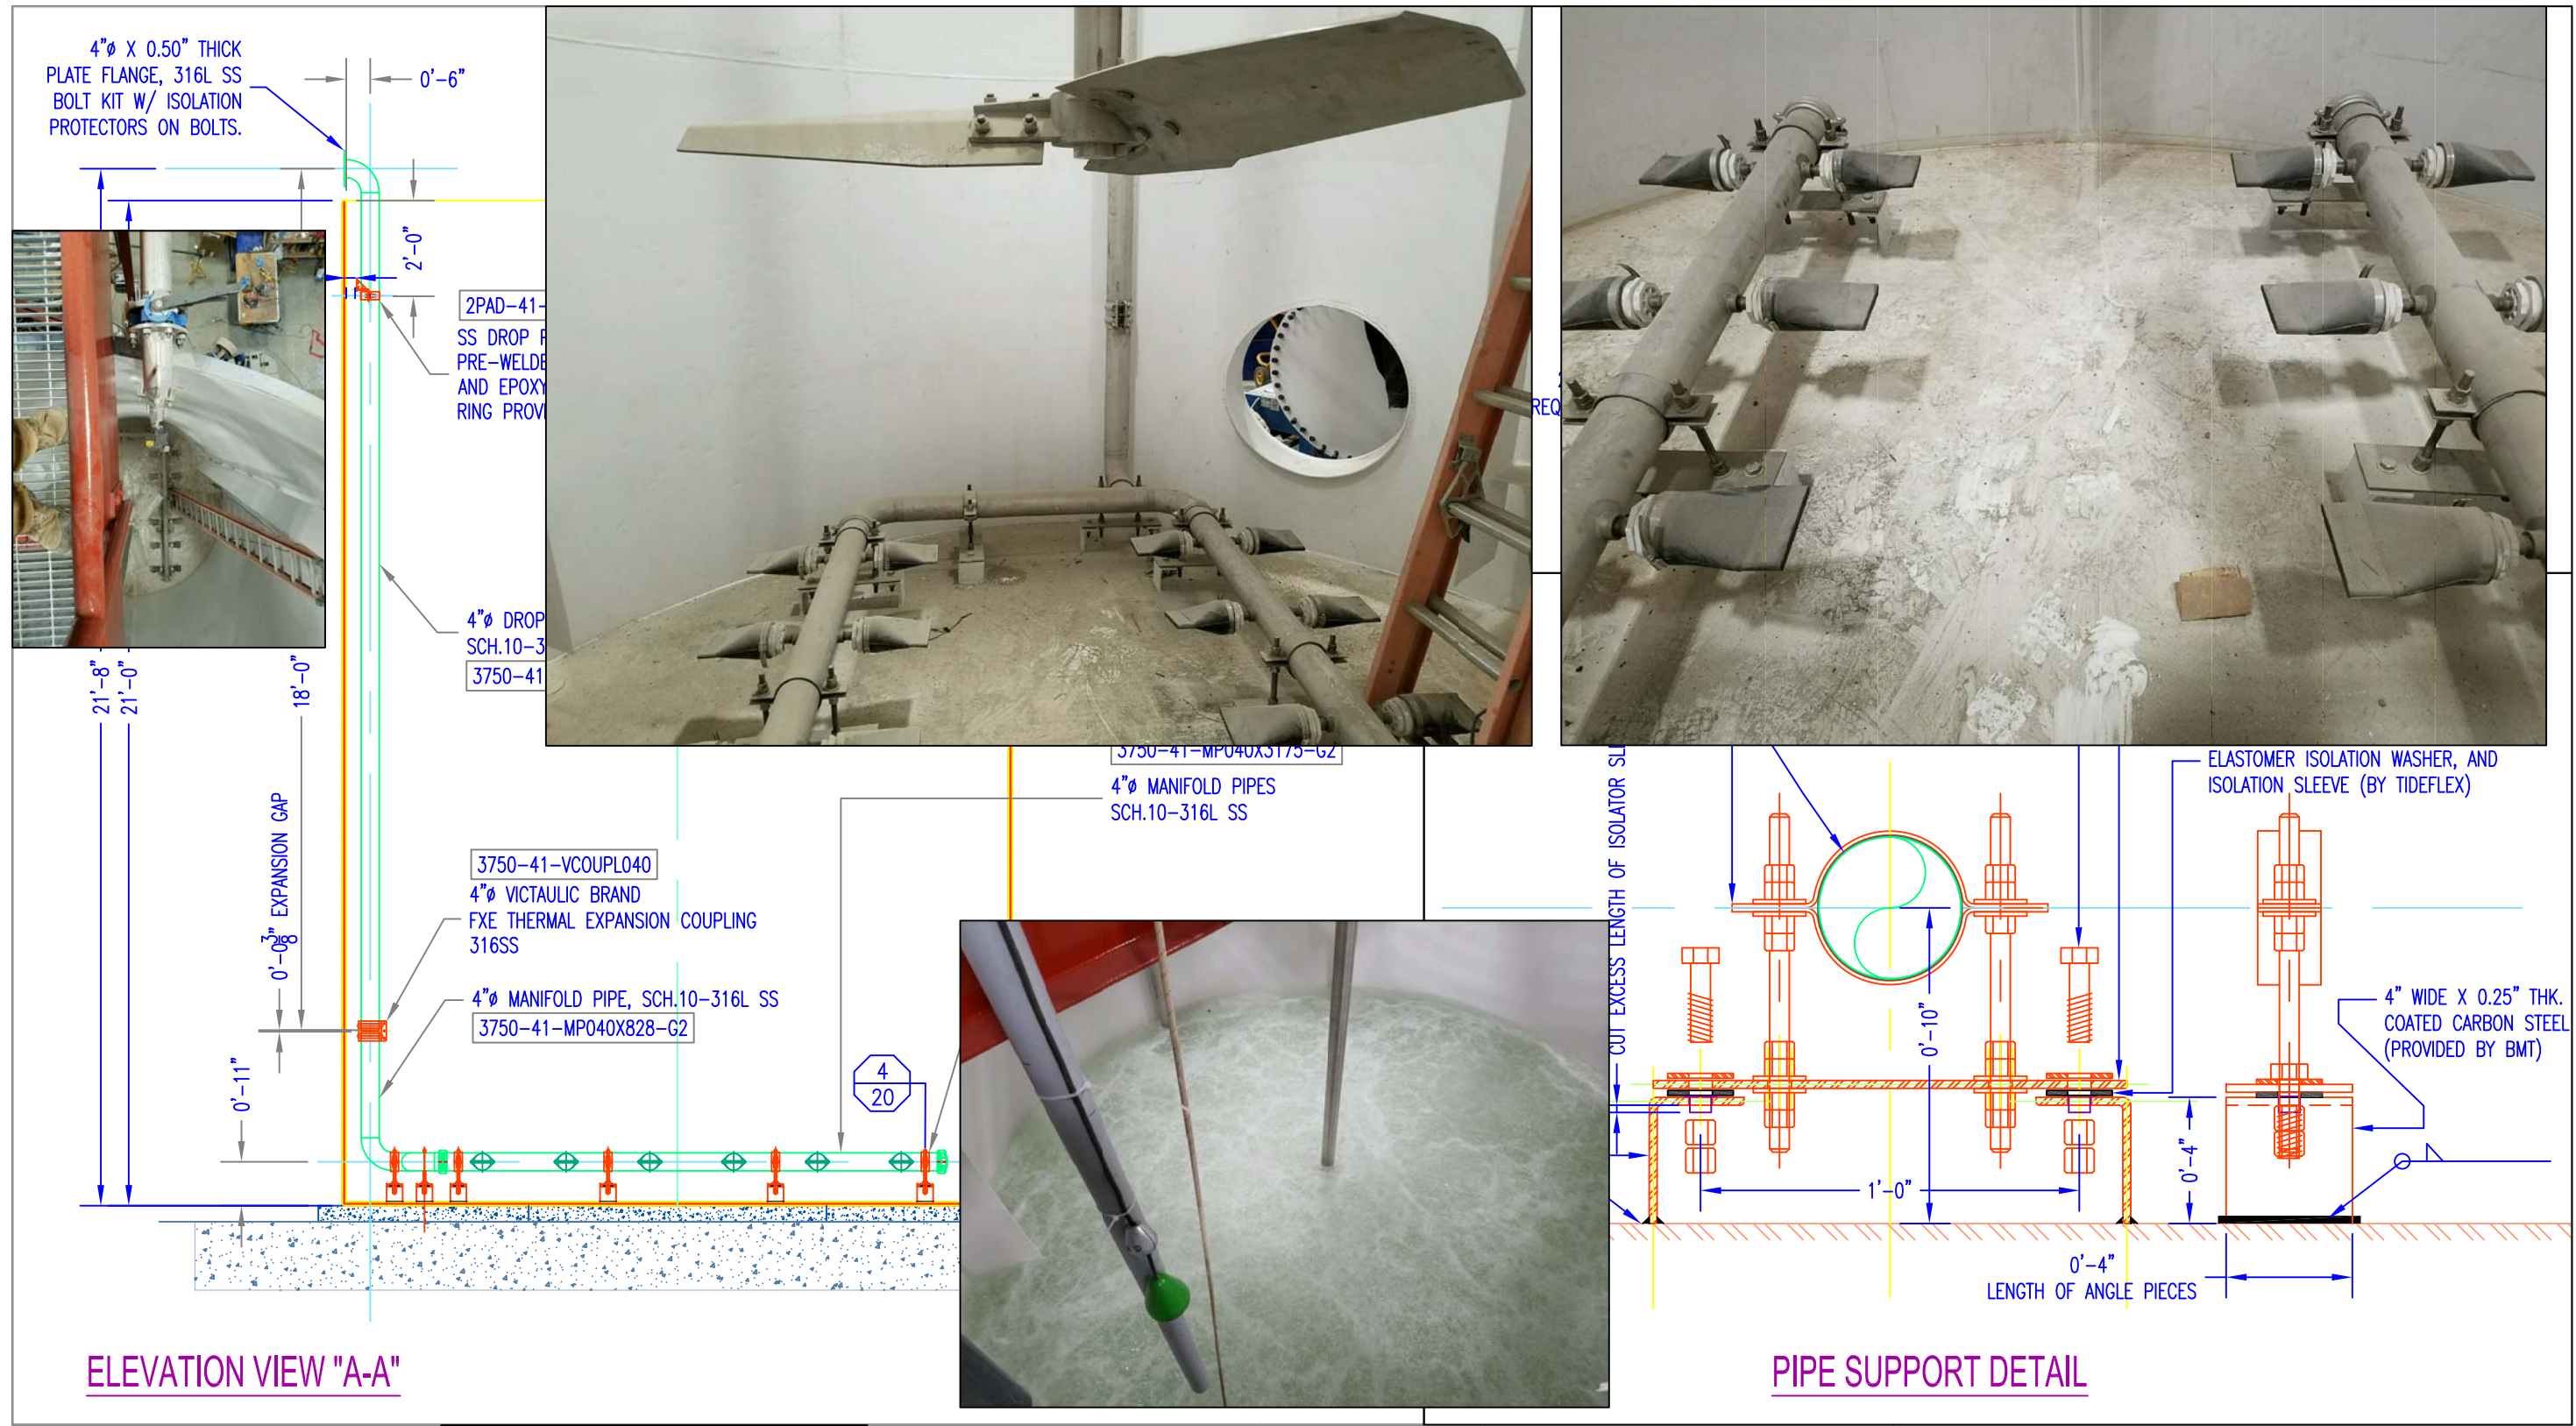 4"ø X 0.50" THICK
PLATE FLANGE, 316L SS
BOLT KIT W/ ISOLATION
PROTECTORS ON BOLTS.
0'-6"
2'-0"
2PAD-41-
SS DROP
PRE-WELDE
AND EPOXY
RING PROVI
4"ø DROP
SCH.10-3
3750-41
21'-8"
21'-0"
18'-0"
0'-0 3/8" EXPANSION GAP
3750-41-VCOUPL040
4"ø VICTAULIC BRAND
FXE THERMAL EXPANSION COUPLING
316SS
4"ø MANIFOLD PIPE, SCH.10-316L SS
3750-41-MP040X828-G2
0'-11"
3750-41-MP040X3175-G2
4"ø MANIFOLD PIPES
SCH.10-316L SS
4
20
ELEVATION VIEW "A-A"
REQ
CUT EXCESS LENGTH OF ISOLATOR SL
ELASTOMER ISOLATION WASHER, AND
ISOLATION SLEEVE (BY TIDEFLEX)
0'-10"
4" WIDE X 0.25" THK.
COATED CARBON STEEL
(PROVIDED BY BMT)
1'-0"
0'-4"
0'-4"
LENGTH OF ANGLE PIECES
PIPE SUPPORT DETAIL